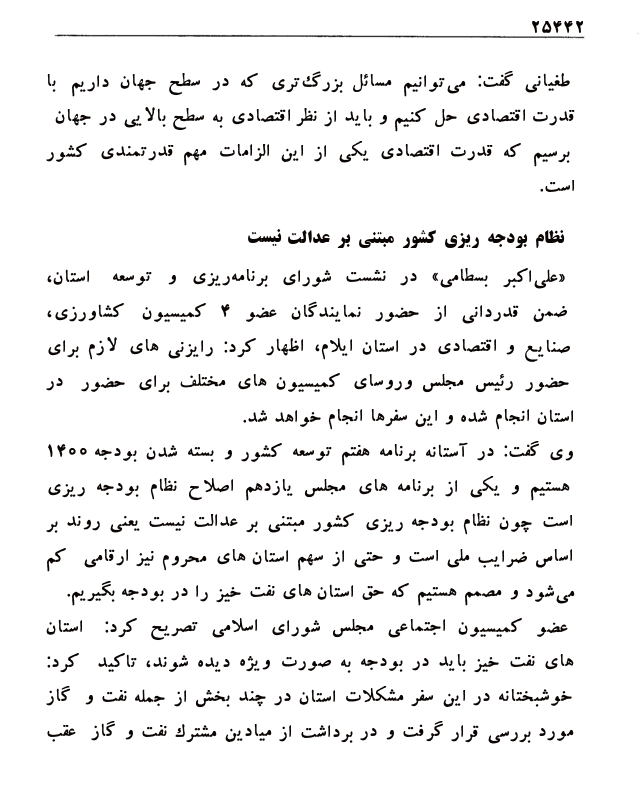 ۲۵۴۴۲
طغیانی گفت: می‌توانیم مسائل بزرگ‌تری که در سطح جهان داریم با
قدرت اقتصادی حل کنیم و باید از نظر اقتصادی به سطح بالایی در جهان
برسیم که قدرت اقتصادی یکی از این الزامات مهم قدرتمندی کشور
است.
نظام بودجه ریزی کشور مبتنی بر عدالت نیست
«علی‌اکبر بسطامی» در نشست شورای برنامه‌ریزی و توسعه استان،
ضمن قدردانی از حضور نمایندگان عضو ۴ کمیسیون کشاورزی،
صنایع و اقتصادی در استان ایلام، اظهار کرد: رایزنی های لازم برای
حضور رئیس مجلس وروسای کمیسیون های مختلف برای حضور در
استان انجام شده و این سفرها انجام خواهد شد.
وی گفت: در آستانه برنامه هفتم توسعه کشور و بسته شدن بودجه ۱۴۰۰
هستیم و یکی از برنامه های مجلس یازدهم اصلاح نظام بودجه ریزی
است چون نظام بودجه ریزی کشور مبتنی بر عدالت نیست یعنی روند بر
اساس ضرایب ملی است و حتی از سهم استان های محروم نیز ارقامی کم
می‌شود و مصمم هستیم که حق استان های نفت خیز را در بودجه بگیریم.
عضو کمیسیون اجتماعی مجلس شورای اسلامی تصریح کرد: استان
های نفت خیز باید در بودجه به صورت ویژه دیده شوند، تاکید کرد:
خوشبختانه در این سفر مشکلات استان در چند بخش از جمله نفت و گاز
مورد بررسی قرار گرفت و در برداشت از میادین مشترك نفت و گاز عقب